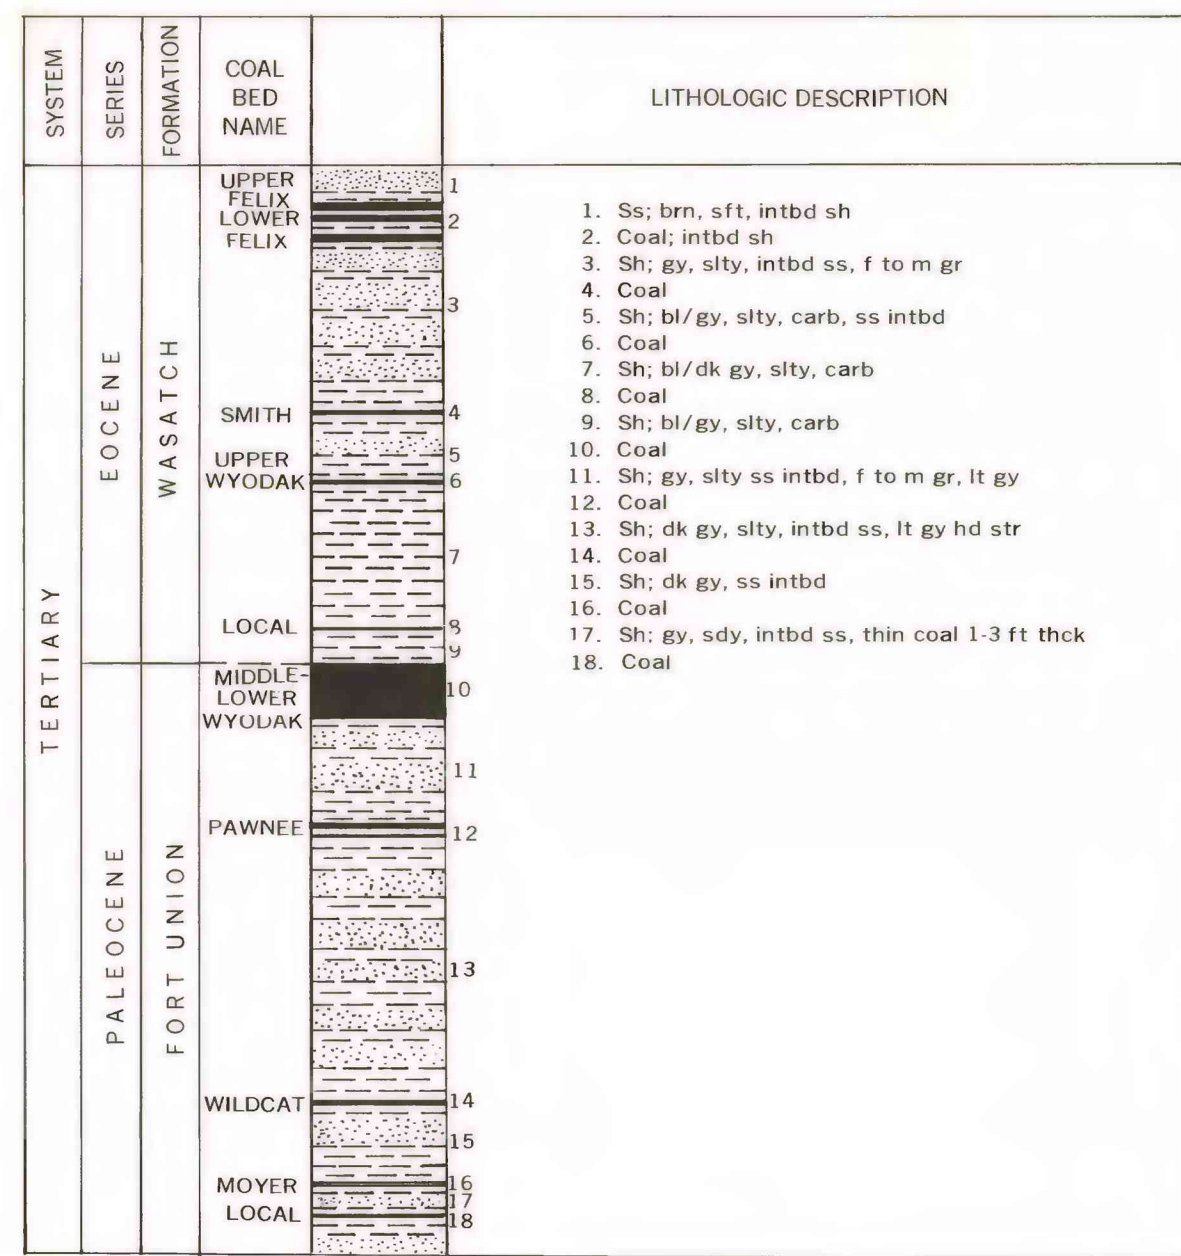 SYSTEM
SERIES
FORMATION
COAL
BED
NAME
LITHOLOGIC DESCRIPTION
TERTIARY
EOCENE
WASATCH
PALEOCENE
FORT UNION
UPPER
FELIX
LOWER
FELIX
SMITH
UPPER
WYODAK
LOCAL
MIDDLE-
LOWER
WYODAK
PAWNEE
WILDCAT
MOYER
LOCAL
1
2
3
4
5
6
7
8
9
10
11
12
13
14
15
16
17
18
1. Ss; brn, sft, intbd sh
2. Coal; intbd sh
3. Sh; gy, slty, intbd ss, f to m gr
4. Coal
5. Sh; bl/gy, slty, carb, ss intbd
6. Coal
7. Sh; bl/dk gy, slty, carb
8. Coal
9. Sh; bl/gy, slty, carb
10. Coal
11. Sh; gy, slty ss intbd, f to m gr, lt gy
12. Coal
13. Sh; dk gy, slty, intbd ss, lt gy hd str
14. Coal
15. Sh; dk gy, ss intbd
16. Coal
17. Sh; gy, sdy, intbd ss, thin coal 1-3 ft thck
18. Coal